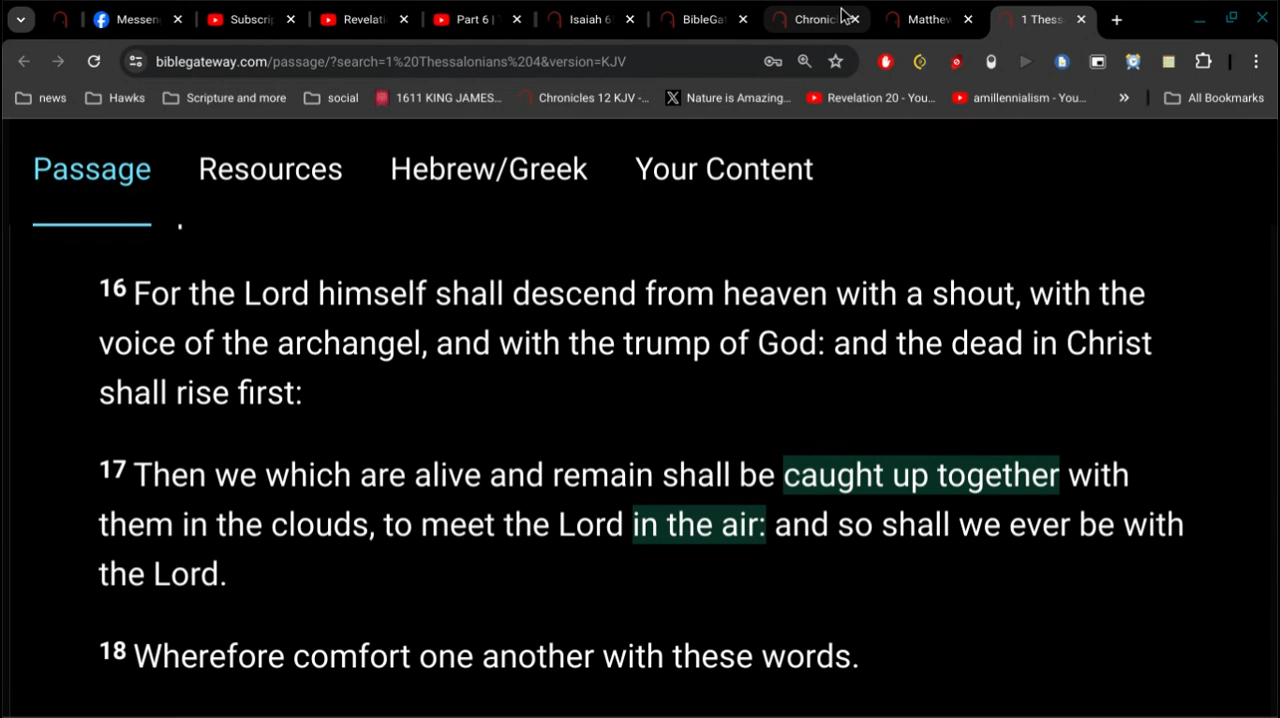 Messen
Subscri
Revelati
Part 6 |
Isaiah 6
BibleGa
Chronic
Matthew
1 Thess
biblegateway.com/passage/?search=1%20Thessalonians%204&version=KJV
news
Hawks
Scripture and more
social
1611 KING JAMES...
Chronicles 12 KJV -...
Nature is Amazing...
Revelation 20 - You...
amillennialism - You...
All Bookmarks
Passage
Resources
Hebrew/Greek
Your Content
16 For the Lord himself shall descend from heaven with a shout, with the
voice of the archangel, and with the trump of God: and the dead in Christ
shall rise first:
17 Then we which are alive and remain shall be caught up together with
them in the clouds, to meet the Lord in the air: and so shall we ever be with
the Lord.
18 Wherefore comfort one another with these words.